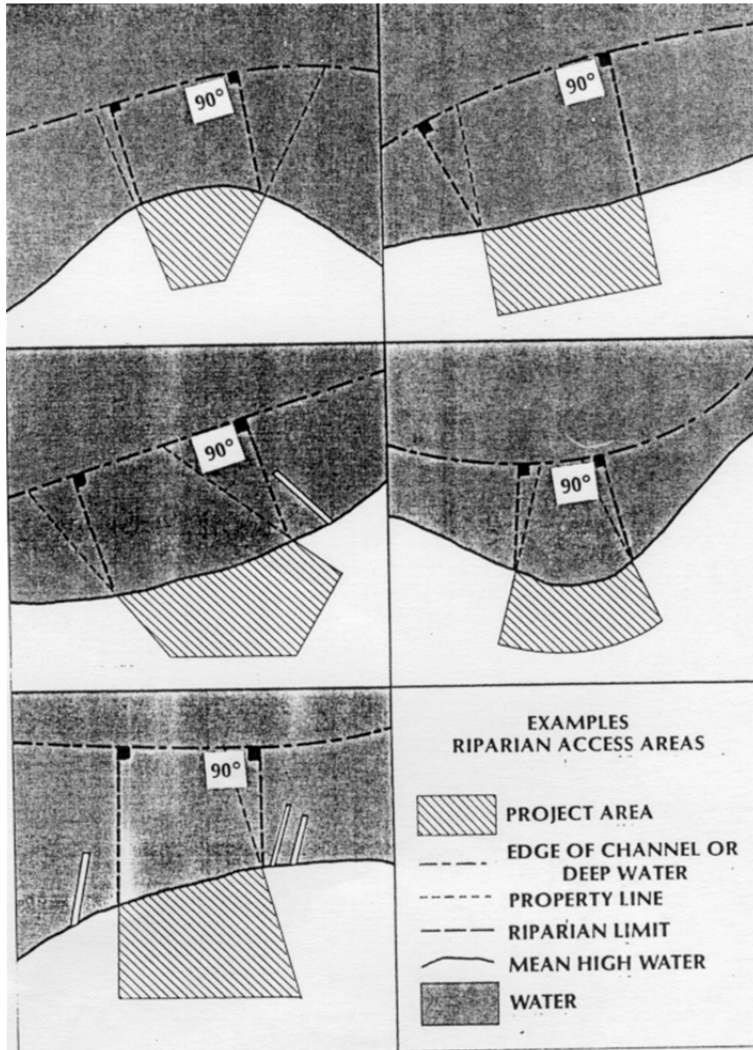 90°
90°
90°
90°
90°
EXAMPLES
RIPARIAN ACCESS AREAS
PROJECT AREA
EDGE OF CHANNEL OR
DEEP WATER
PROPERTY LINE
RIPARIAN LIMIT
MEAN HIGH WATER
WATER